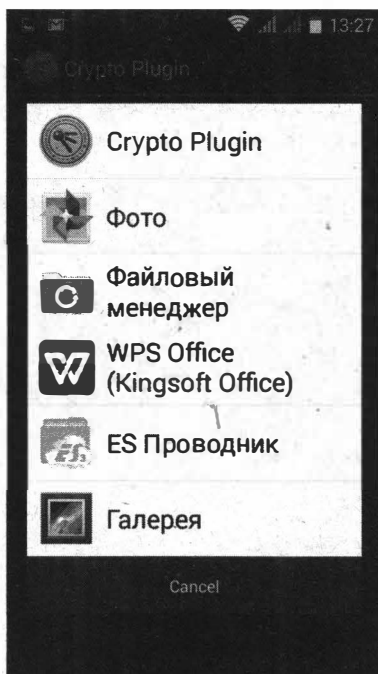 13:27
Crypto Plugin
Crypto Plugin
Фото
Файловый
менеджер
WPS Office
(Kingsoft Office)
ES Проводник
Галерея
Cancel